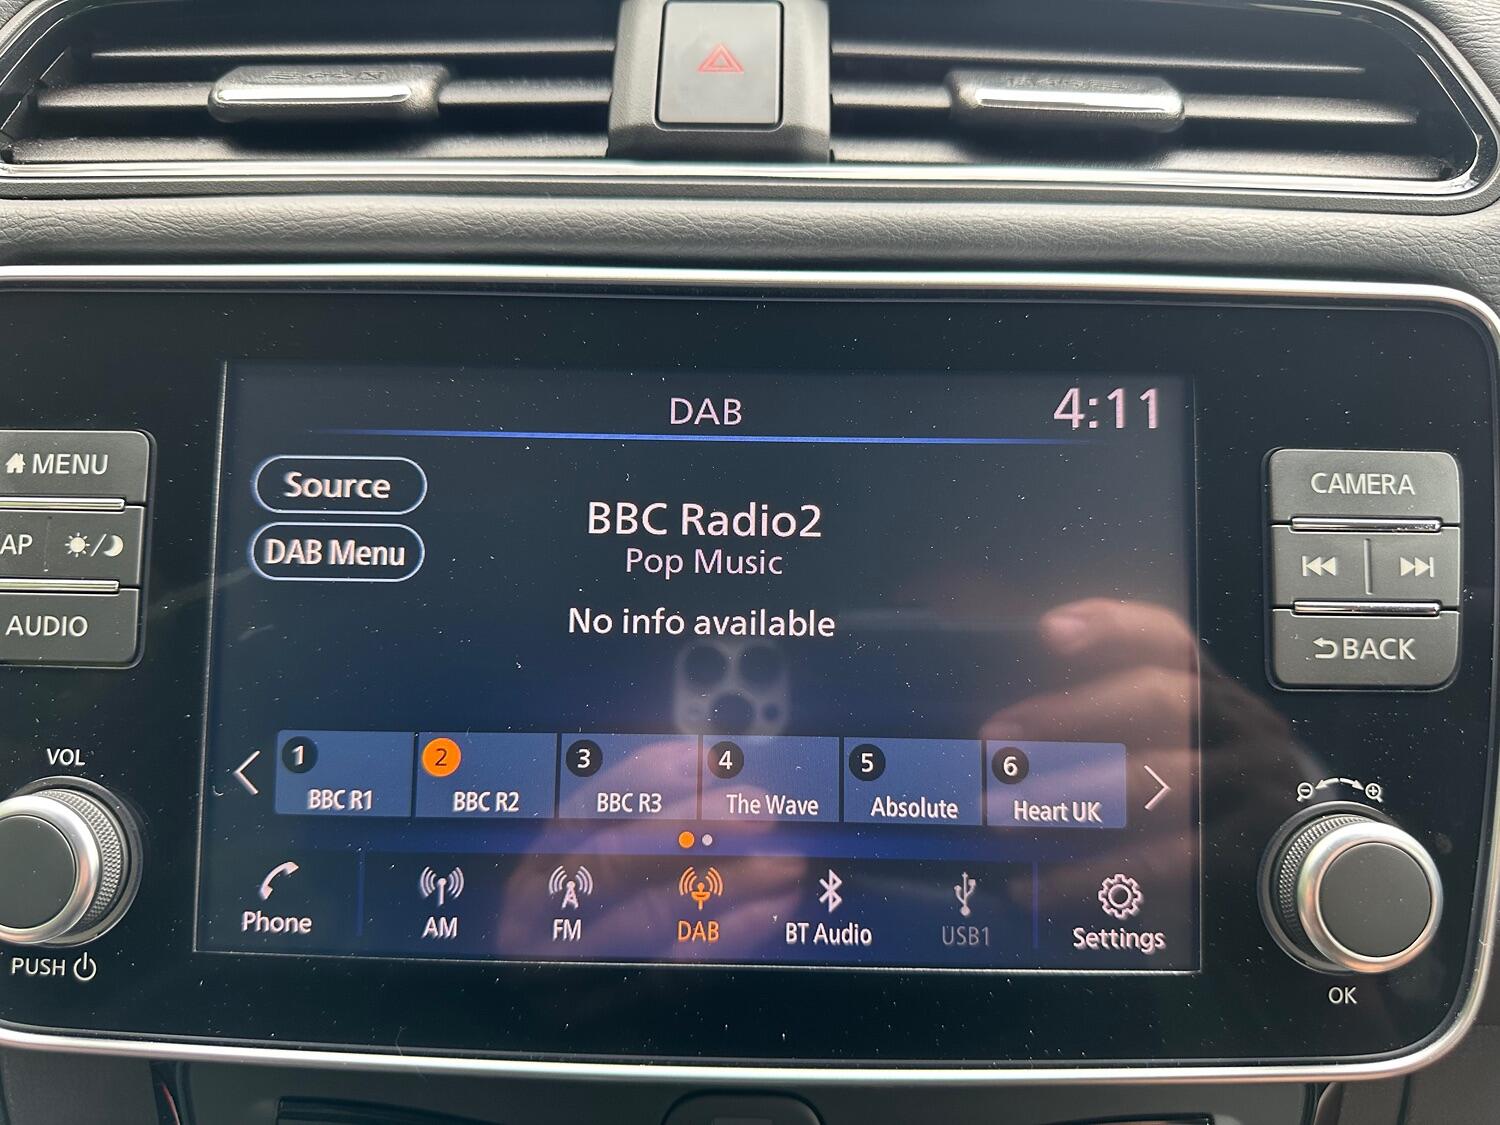 DAB
4:11
MENU
Source
CAMERA
BBC Radio2
AP
DAB Menu
Pop Music
AUDIO
No info available
BACK
VOL
1
2
3
4
5
6
BBC R1
BBC R2
BBC R3
The Wave
Absolute
Heart UK
Phone
AM
FM
DAB
BT Audio
USB1
Settings
PUSH
OK